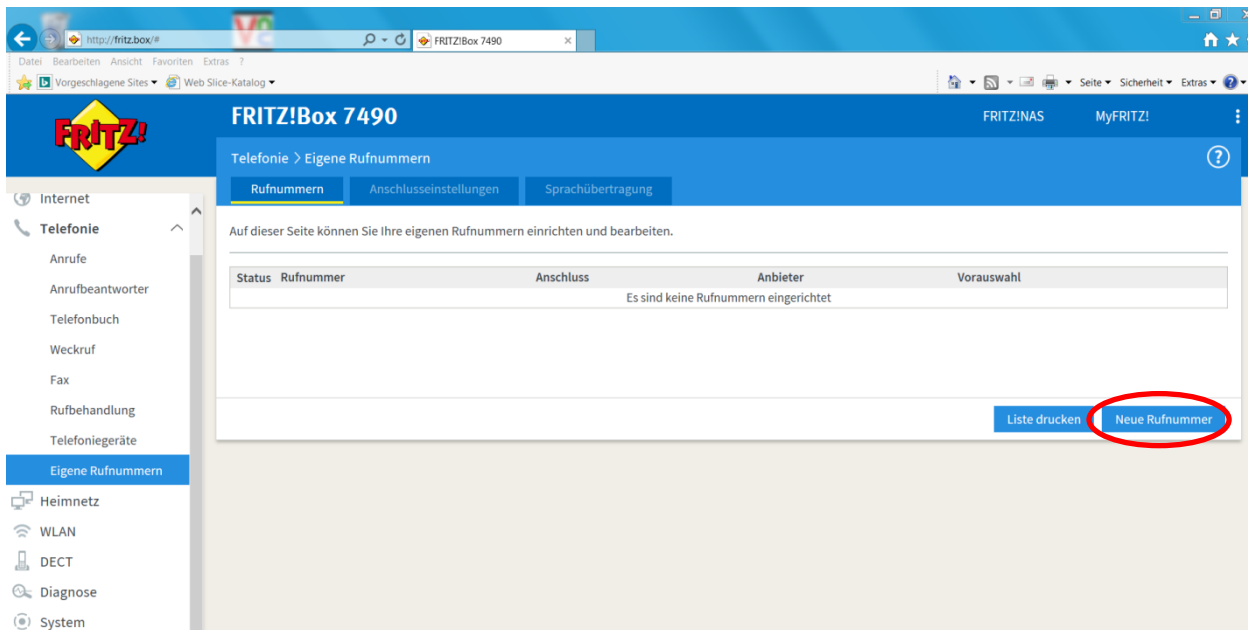 http://fritz.box/#
FRITZ!Box 7490
Datei Bearbeiten Ansicht Favoriten Extras ?
Vorgeschlagene Sites Web Slice-Katalog
Seite Sicherheit Extras
FRITZ!
FRITZ!Box 7490
FRITZ!NAS MyFRITZ!
Telefonie > Eigene Rufnummern
Rufnummern Anschlusseinstellungen Sprachübertragung
Internet
Telefonie
Anrufe
Anrufbeantworter
Telefonbuch
Weckruf
Fax
Rufbehandlung
Telefoniegeräte
Eigene Rufnummern
Heimnetz
WLAN
DECT
Diagnose
System
Auf dieser Seite können Sie Ihre eigenen Rufnummern einrichten und bearbeiten.
Status Rufnummer Anschluss Anbieter Vorauswahl
Es sind keine Rufnummern eingerichtet
Liste drucken Neue Rufnummer